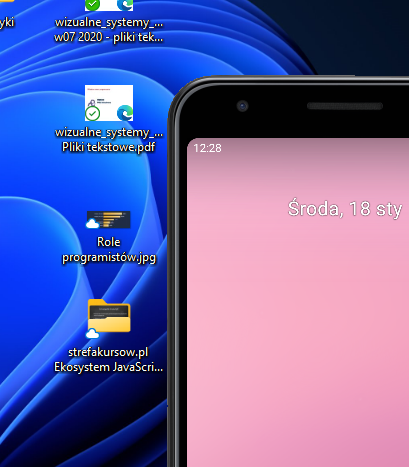 yki
wizualne_systemy_...
w07 2020 - pliki tek...
wizualne_systemy_...
Pliki tekstowe.pdf
12:28
Środa, 18 sty
Role
programistów.jpg
strefakursow.pl
Ekosystem JavaScri...